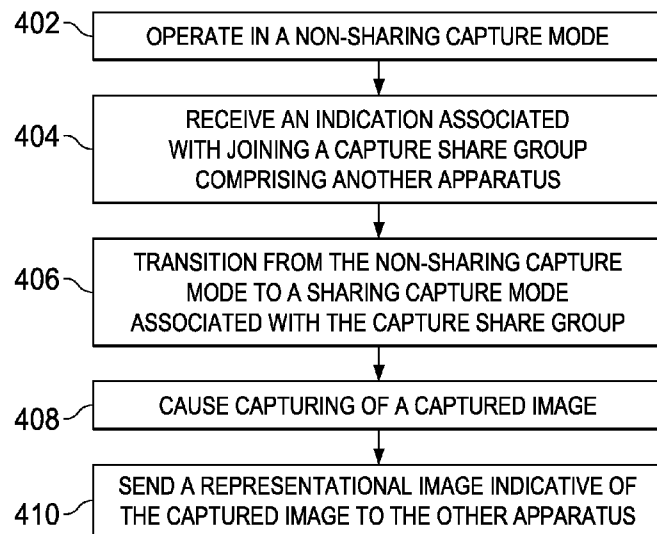 402
OPERATE IN A NON-SHARING CAPTURE MODE
404
RECEIVE AN INDICATION ASSOCIATED
WITH JOINING A CAPTURE SHARE GROUP
COMPRISING ANOTHER APPARATUS
406
TRANSITION FROM THE NON-SHARING CAPTURE
MODE TO A SHARING CAPTURE MODE
ASSOCIATED WITH THE CAPTURE SHARE GROUP
408
CAUSE CAPTURING OF A CAPTURED IMAGE
410
SEND A REPRESENTATIONAL IMAGE INDICATIVE OF
THE CAPTURED IMAGE TO THE OTHER APPARATUS